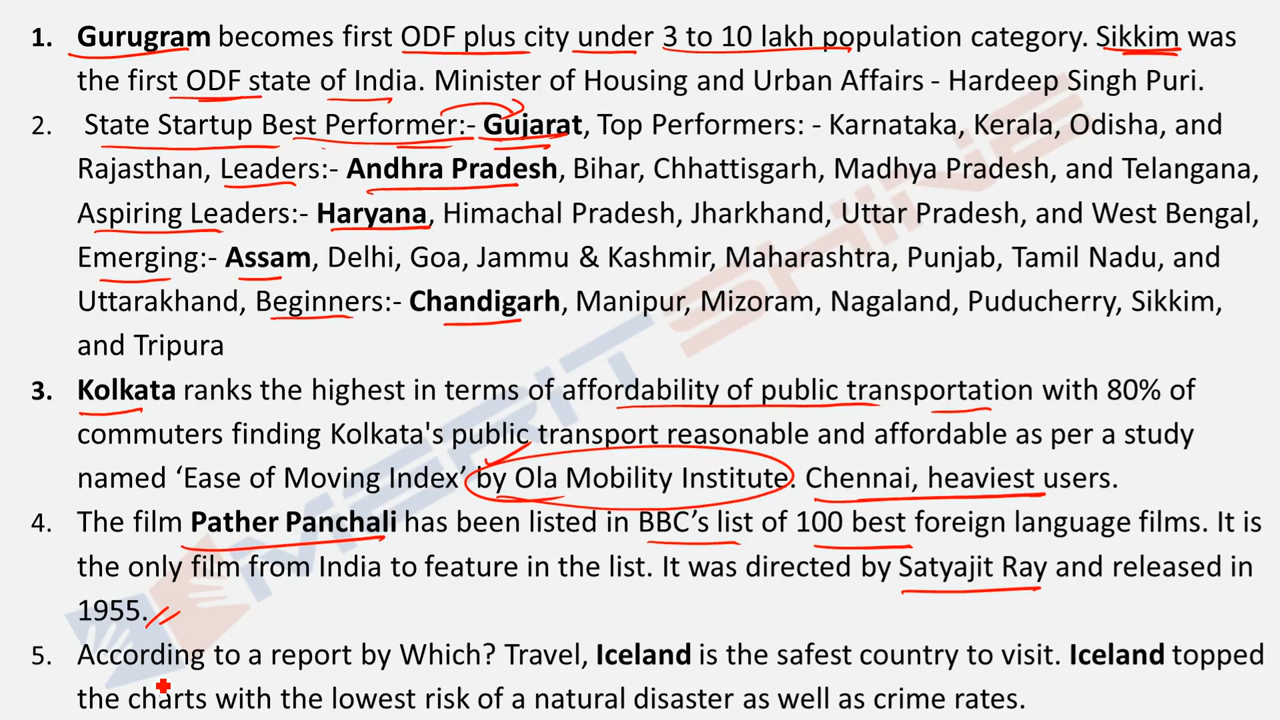 1. Gurugram becomes first ODF plus city under 3 to 10 lakh population category. Sikkim was
the first ODF state of India. Minister of Housing and Urban Affairs - Hardeep Singh Puri.
2. State Startup Best Performer:- Gujarat, Top Performers: - Karnataka, Kerala, Odisha, and
Rajasthan, Leaders:- Andhra Pradesh, Bihar, Chhattisgarh, Madhya Pradesh, and Telangana,
Aspiring Leaders:- Haryana, Himachal Pradesh, Jharkhand, Uttar Pradesh, and West Bengal,
Emerging:- Assam, Delhi, Goa, Jammu & Kashmir, Maharashtra, Punjab, Tamil Nadu, and
Uttarakhand, Beginners:- Chandigarh, Manipur, Mizoram, Nagaland, Puducherry, Sikkim,
and Tripura
3. Kolkata ranks the highest in terms of affordability of public transportation with 80% of
commuters finding Kolkata's public transport reasonable and affordable as per a study
named ‘Ease of Moving Index’ by Ola Mobility Institute. Chennai, heaviest users.
4. The film Pather Panchali has been listed in BBC’s list of 100 best foreign language films. It is
the only film from India to feature in the list. It was directed by Satyajit Ray and released in
1955.
5. According to a report by Which? Travel, Iceland is the safest country to visit. Iceland topped
the charts with the lowest risk of a natural disaster as well as crime rates.
MERIT SHINE